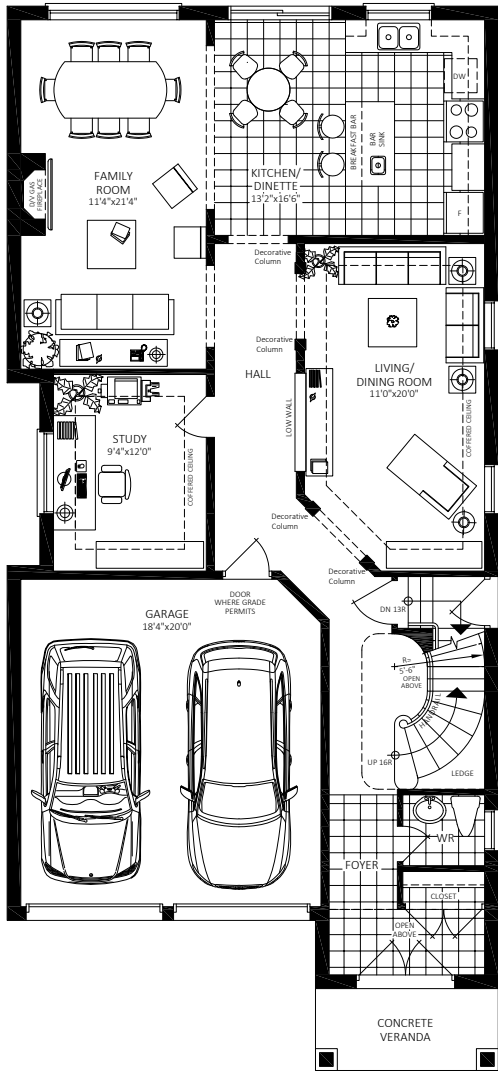 DW
BREAKFAST BAR
BAR
SINK
FAMILY
ROOM
11'4"x21'4"
KITCHEN/
DINETTE
13'2"x16'6"
D/V GAS
FIREPLACE
F
Decorative
Column
Decorative
Column
HALL
LIVING/
DINING ROOM
11'0"x20'0"
LOW WALL
COFFERED CEILING
STUDY
9'4"x12'0"
COFFERED CEILING
Decorative
Column
Decorative
Column
DOOR
WHERE GRADE
PERMITS
GARAGE
18'4"x20'0"
DN 13R
R=
5'-6"
OPEN
ABOVE
HANDRAIL
UP 16R
LEDGE
WR
FOYER
CLOSET
OPEN
ABOVE
CONCRETE
VERANDA